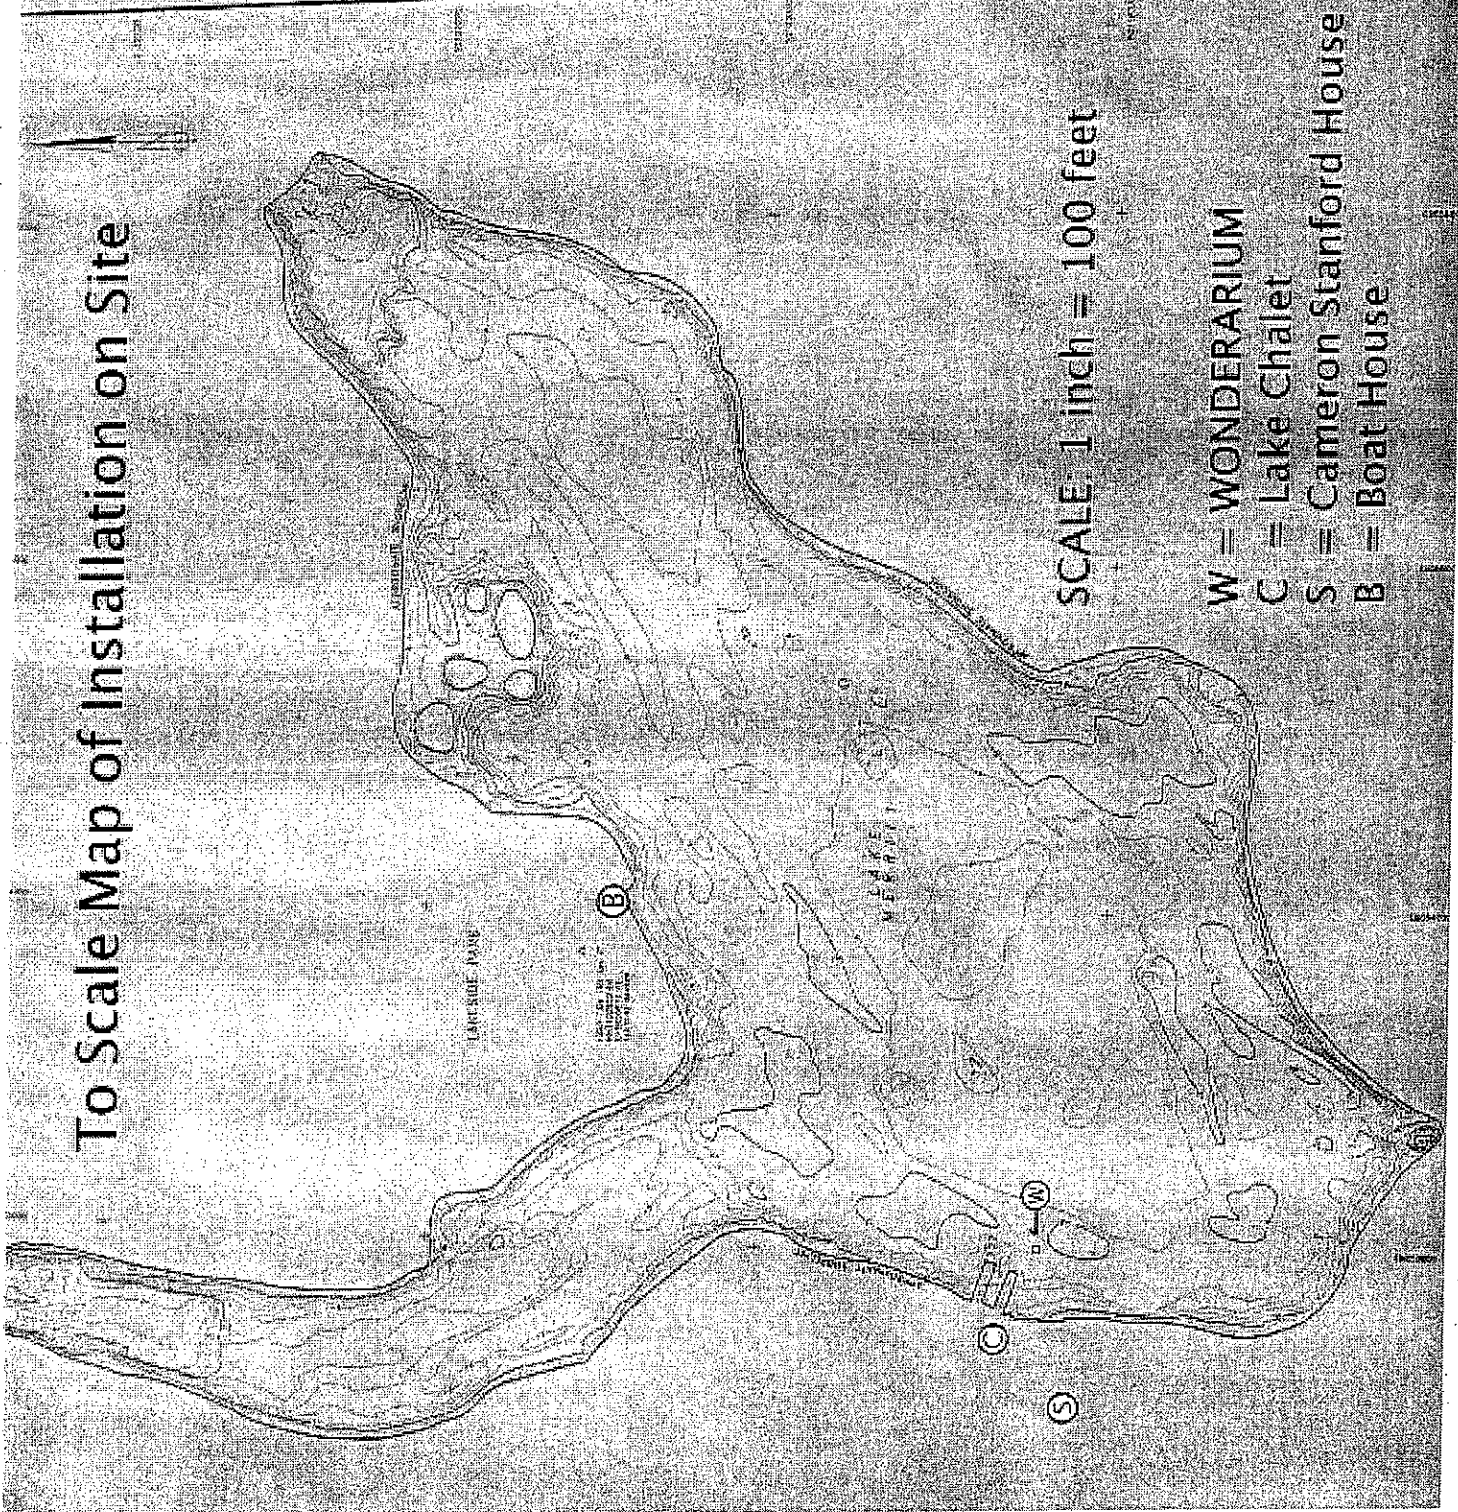 To Scale Map of Installation on Site
LAKESIDE PARK
B
LAKE
MERRITT
W
C
S
SCALE: 1 inch = 100 feet
W = WONDERARIUM
C = Lake Chalet
S = Cameron Stanford House
B = Boat House